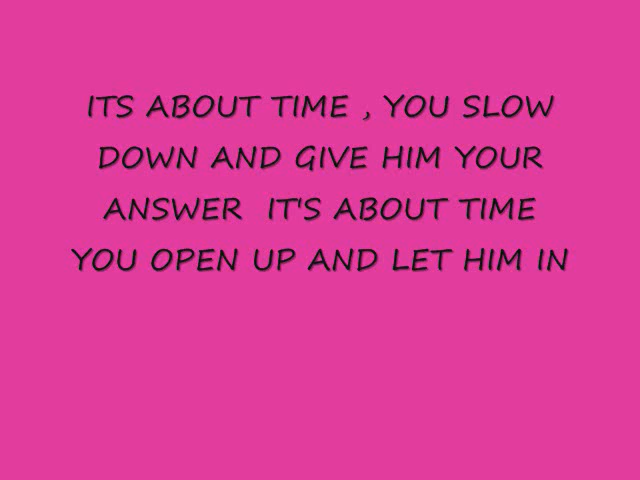 ITS ABOUT TIME , YOU SLOW
DOWN AND GIVE HIM YOUR
ANSWER  IT'S ABOUT TIME
YOU OPEN UP AND LET HIM IN